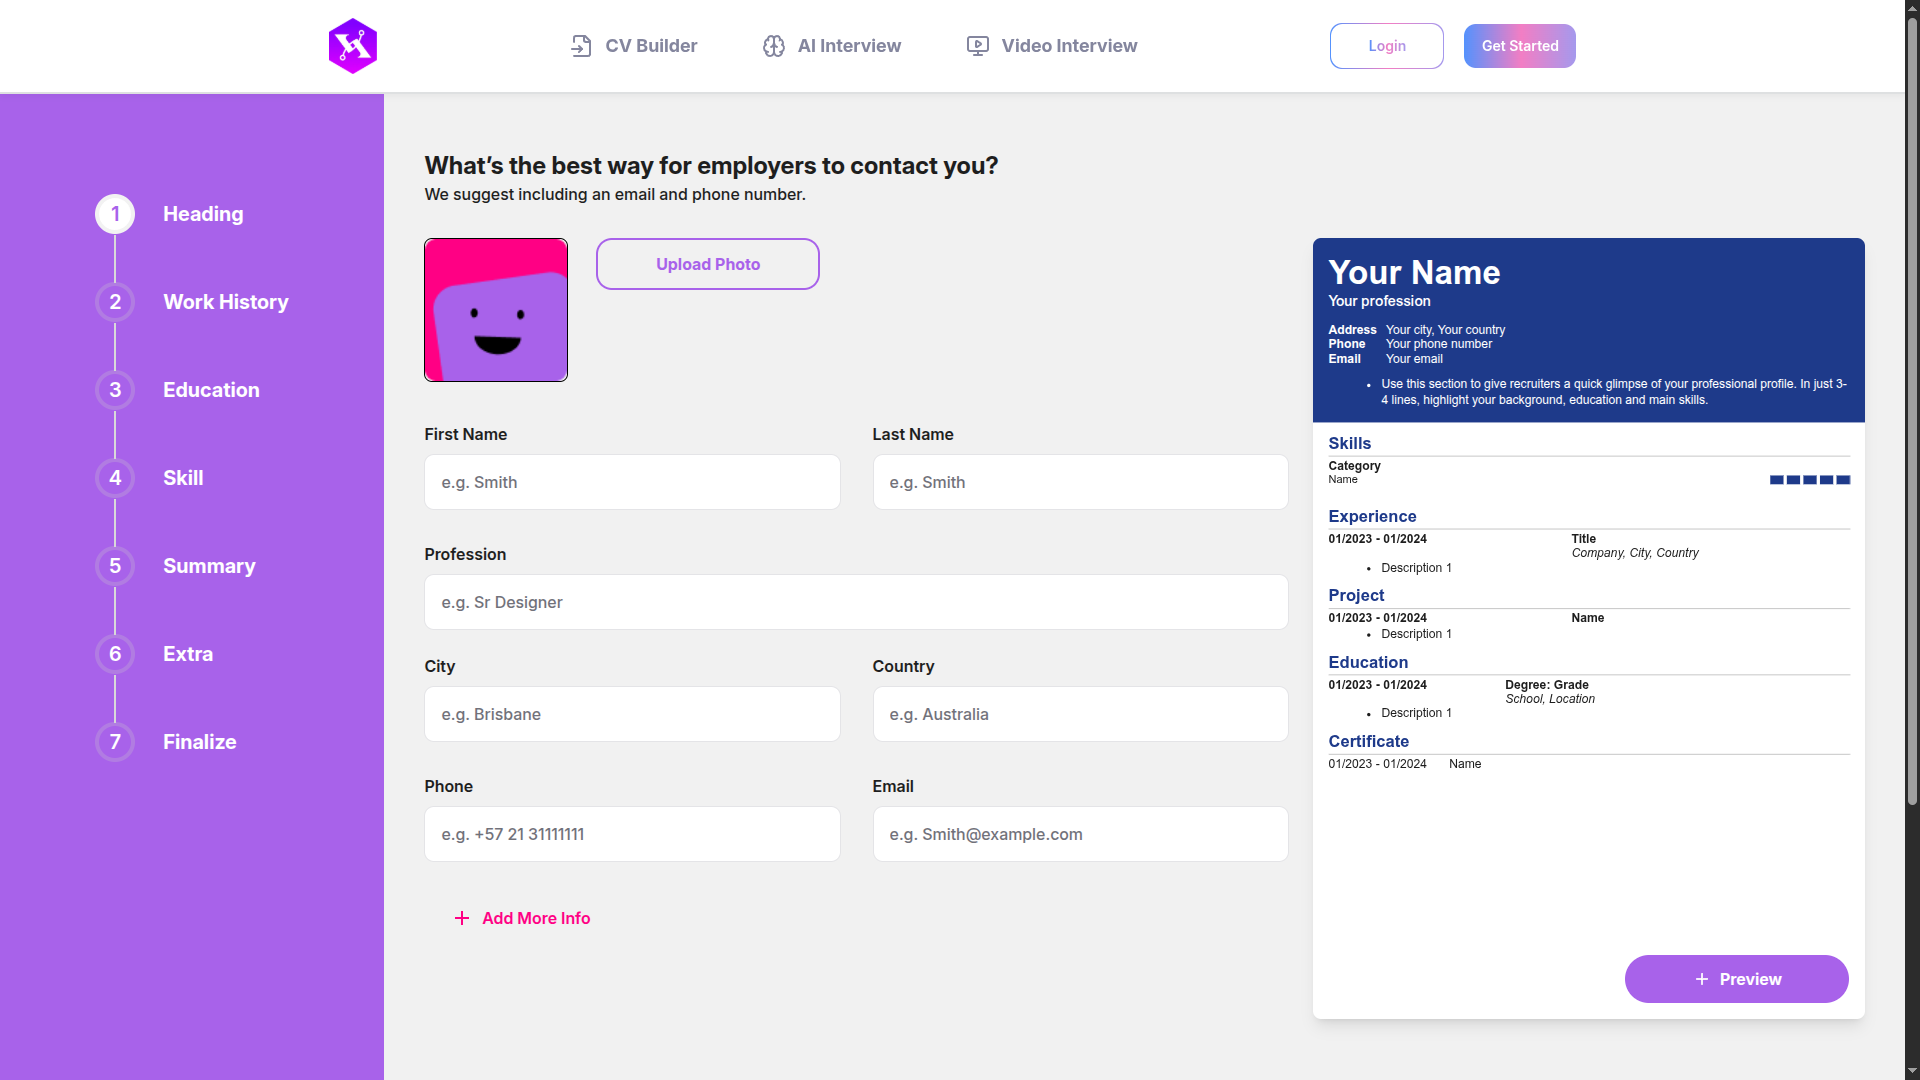 CV Builder
AI Interview
Video Interview
Login
Get Started
1 Heading
2 Work History
3 Education
4 Skill
5 Summary
6 Extra
7 Finalize
What’s the best way for employers to contact you?
We suggest including an email and phone number.
Upload Photo
First Name
e.g. Smith
Last Name
e.g. Smith
Profession
e.g. Sr Designer
City
e.g. Brisbane
Country
e.g. Australia
Phone
e.g. +57 21 31111111
Email
e.g. Smith@example.com
+ Add More Info
Your Name
Your profession
Address Your city, Your country
Phone Your phone number
Email Your email
• Use this section to give recruiters a quick glimpse of your professional profile. In just 3-
4 lines, highlight your background, education and main skills.
Skills
Category
Name
Experience
01/2023 - 01/2024 Title
Company, City, Country
• Description 1
Project
01/2023 - 01/2024 Name
• Description 1
Education
01/2023 - 01/2024 Degree: Grade
School, Location
• Description 1
Certificate
01/2023 - 01/2024 Name
+ Preview